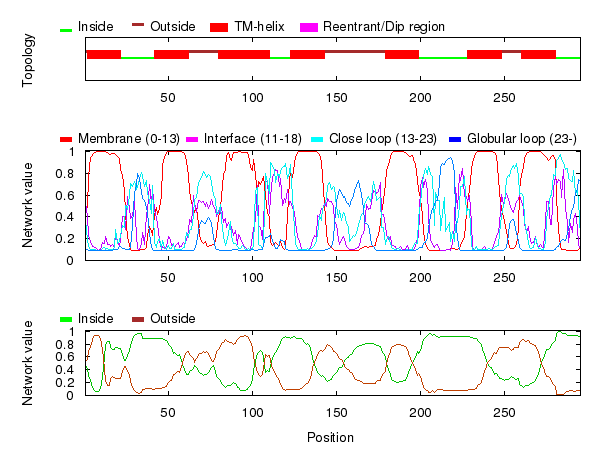 Inside Outside TM-helix Reentrant/Dip region
Topology
50 100 150 200 250
Membrane (0-13) Interface (11-18) Close loop (13-23) Globular loop (23-)
Network value
1
0.8
0.6
0.4
0.2
0
50 100 150 200 250
Inside Outside
Network value
1
0.8
0.6
0.4
0.2
0
50 100 150 200 250
Position